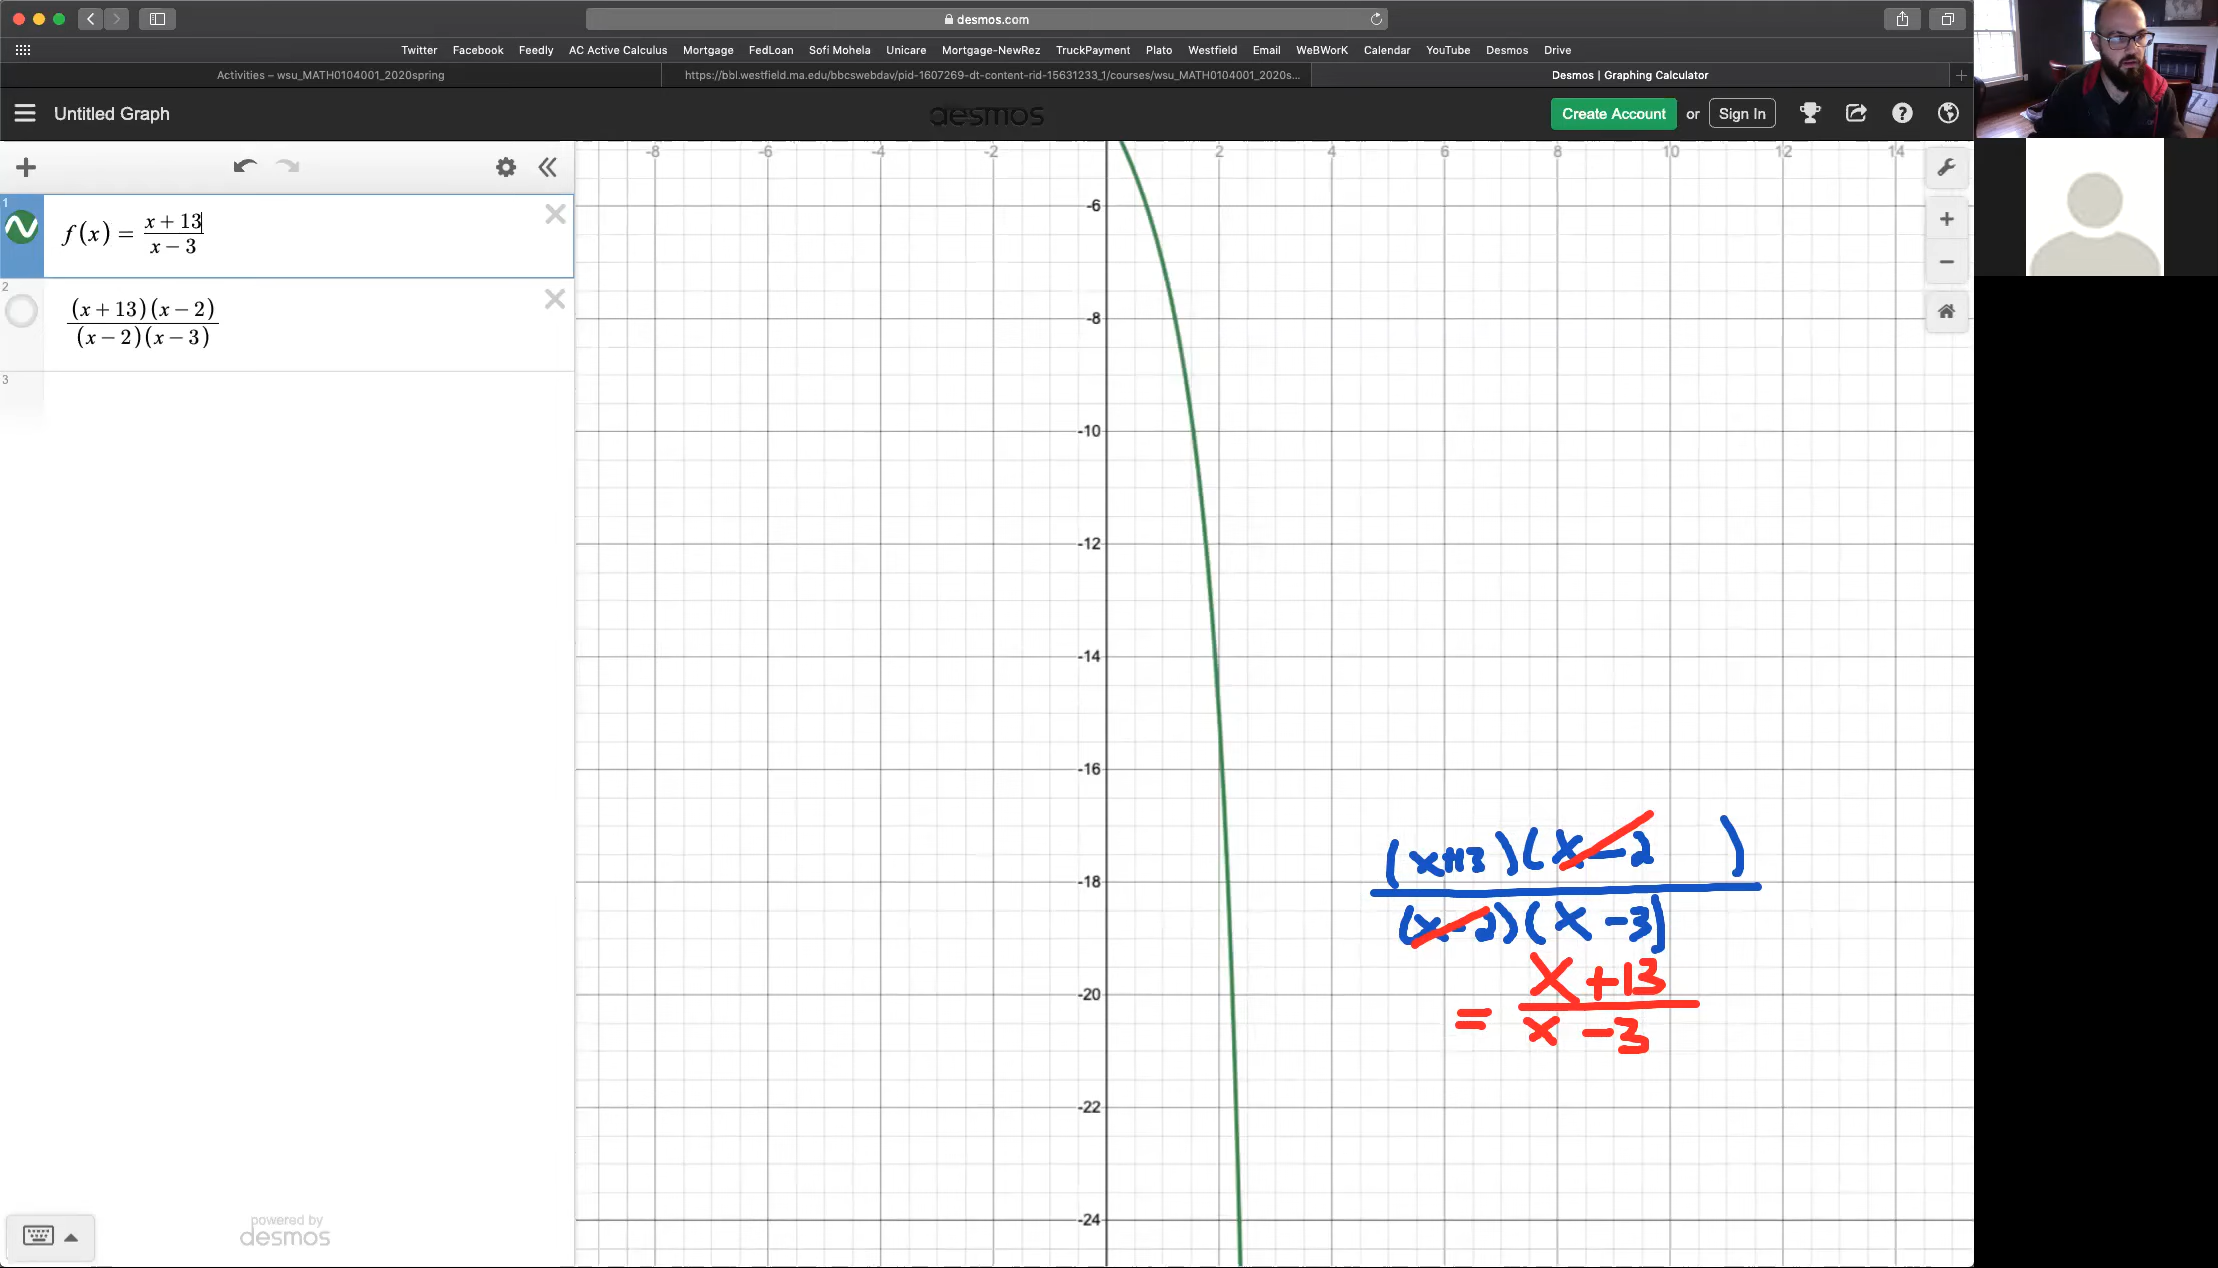 desmos.com
Twitter Facebook Feedly AC Active Calculus Mortgage FedLoan Sofi Mohela Unicare Mortgage-NewRez TruckPayment Plato Westfield Email WeBWorK Calendar YouTube Desmos Drive
Activities – wsu_MATH0104001_2020spring
https://bbl.westfield.ma.edu/bbcswebdav/pid-1607269-dt-content-rid-15631233_1/courses/wsu_MATH0104001_2020s...
Desmos | Graphing Calculator
Untitled Graph
desmos
Create Account or Sign In
1
f(x) = (x + 13)/(x − 3)
2
(x + 13)(x − 2)
(x − 2)(x − 3)
3
-8 -6 -4 -2 2 4 6 8 10 12 14
-6
-8
-10
-12
-14
-16
-18
-20
-22
-24
(x+13)(x-2)
(x-2)(x-3)
= x+13
x-3
powered by
desmos